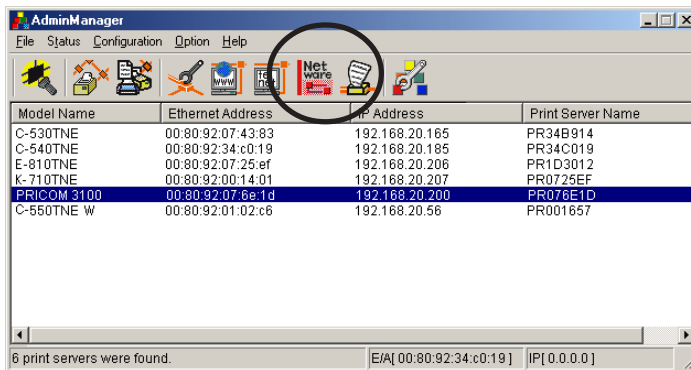 AdminManager
File Status Configuration Option Help
www
tel net
Net ware
Model Name Ethernet Address IP Address Print Server Name
C-530TNE 00:80:92:07:43:83 192.168.20.165 PR34B914
C-540TNE 00:80:92:34:c0:19 192.168.20.185 PR34C019
E-810TNE 00:80:92:07:25:ef 192.168.20.206 PR1D3012
K-710TNE 00:80:92:00:14:01 192.168.20.207 PR0725EF
PRICOM 3100 00:80:92:07:6e:1d 192.168.20.200 PR076E1D
C-550TNE W 00:80:92:01:02:c6 192.168.20.56 PR001657
6 print servers were found. E/A[ 00:80:92:34:c0:19 ] IP[ 0.0.0.0 ]